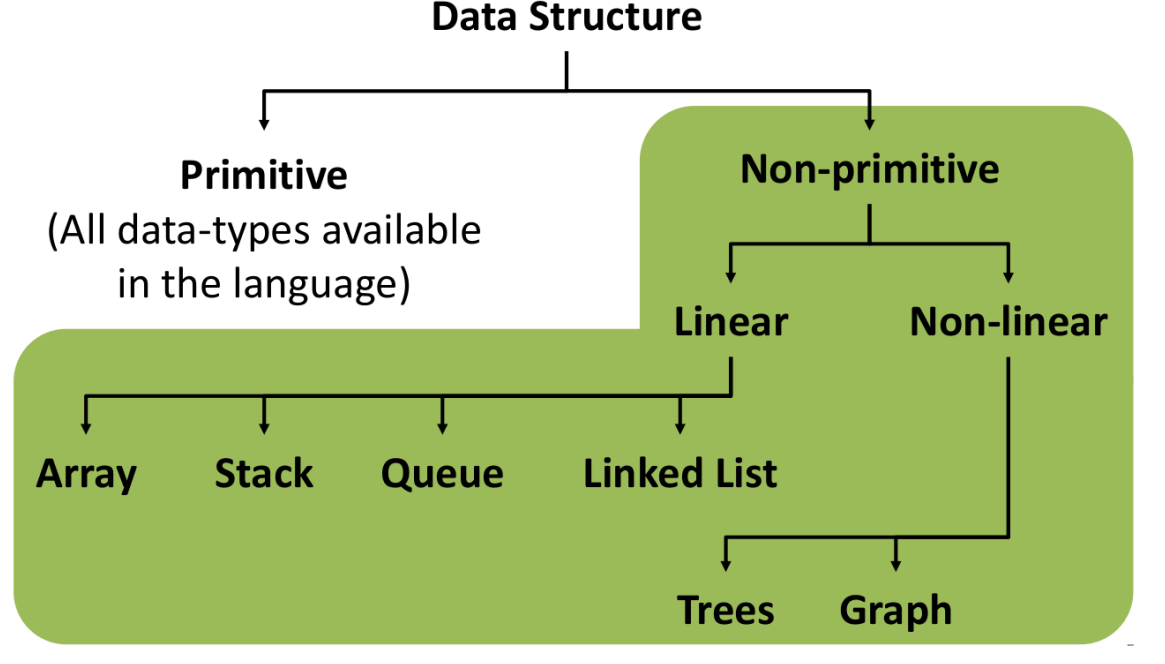 Data Structure
Primitive
(All data-types available
in the language)
Non-primitive
Linear
Non-linear
Array
Stack
Queue
Linked List
Trees
Graph